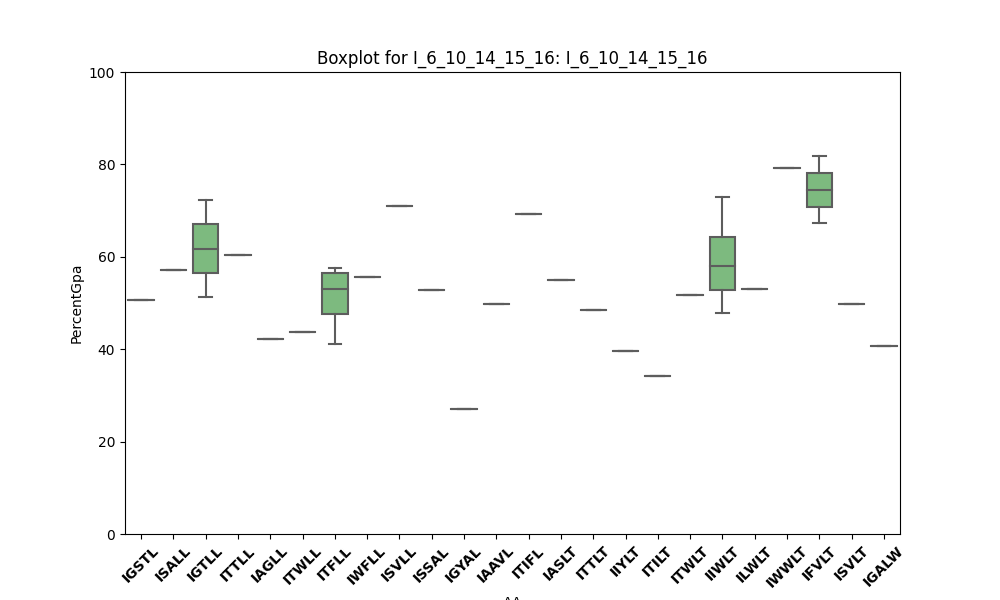 Boxplot for I_6_10_14_15_16: I_6_10_14_15_16
100
80
60
40
20
0
PercentGpa
IGSTL
ISALL
IGTLL
ITTLL
IAGLL
ITWLL
ITFLL
IWFLL
ISVLL
ISSAL
IGYAL
IAAVL
ITIFL
IASLT
ITTLT
IIYLT
ITILT
ITWLT
IIWLT
ILWLT
IWWLT
IFVLT
ISVLT
IGALW